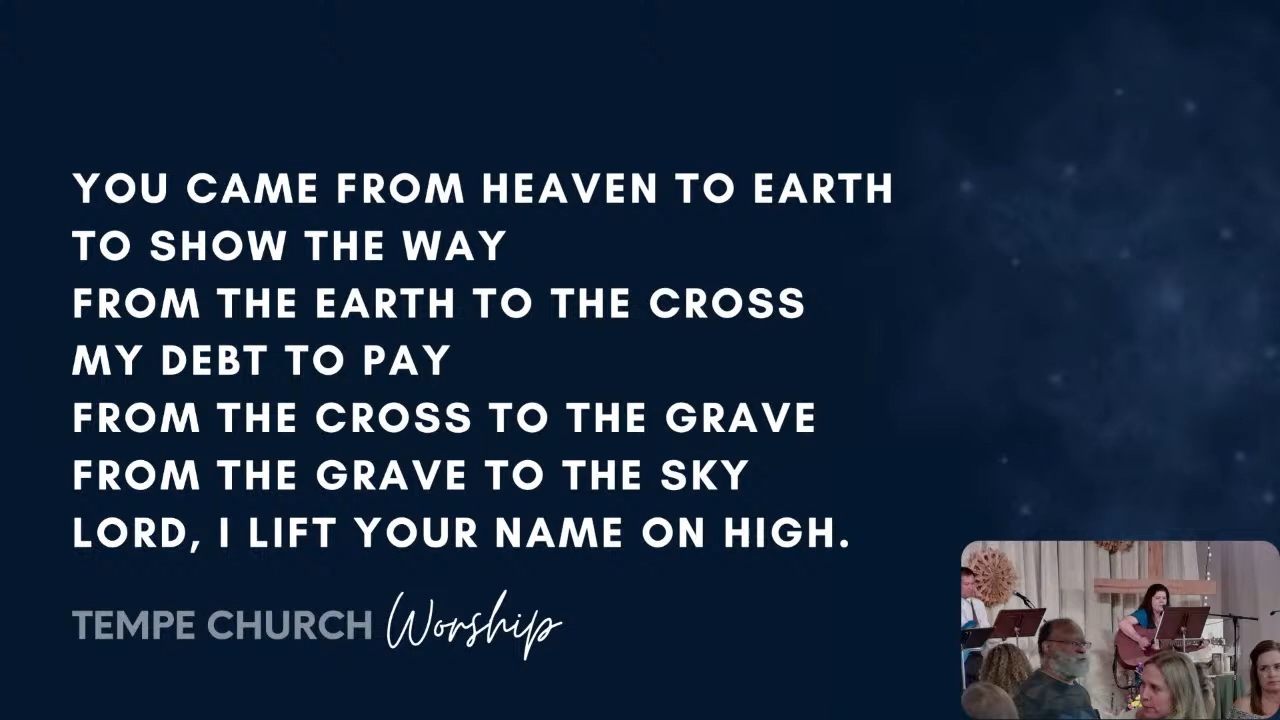 YOU CAME FROM HEAVEN TO EARTH
TO SHOW THE WAY
FROM THE EARTH TO THE CROSS
MY DEBT TO PAY
FROM THE CROSS TO THE GRAVE
FROM THE GRAVE TO THE SKY
LORD, I LIFT YOUR NAME ON HIGH.
TEMPE CHURCH Worship